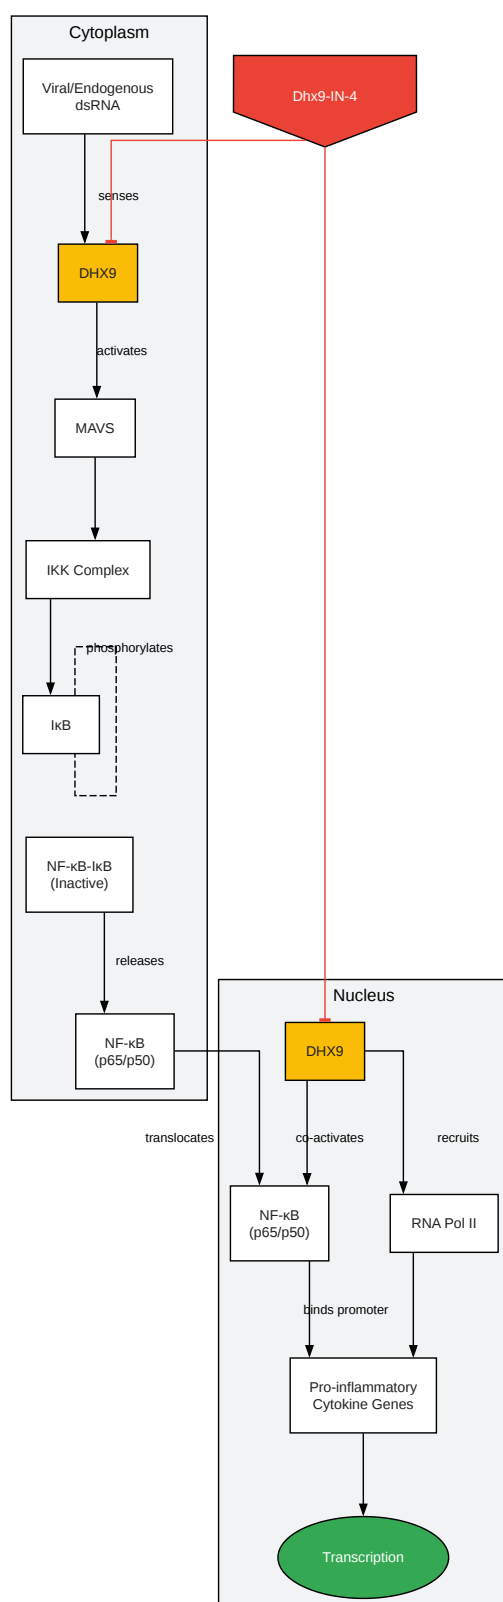 Cytoplasm
Viral/Endogenous
dsRNA
Dhx9-IN-4
senses
DHX9
activates
MAVS
IKK Complex
phosphorylates
IκB
NF-κB-IκB
(Inactive)
releases
NF-κB
(p65/p50)
Nucleus
DHX9
translocates
co-activates
recruits
NF-κB
(p65/p50)
RNA Pol II
binds promoter
Pro-inflammatory
Cytokine Genes
Transcription